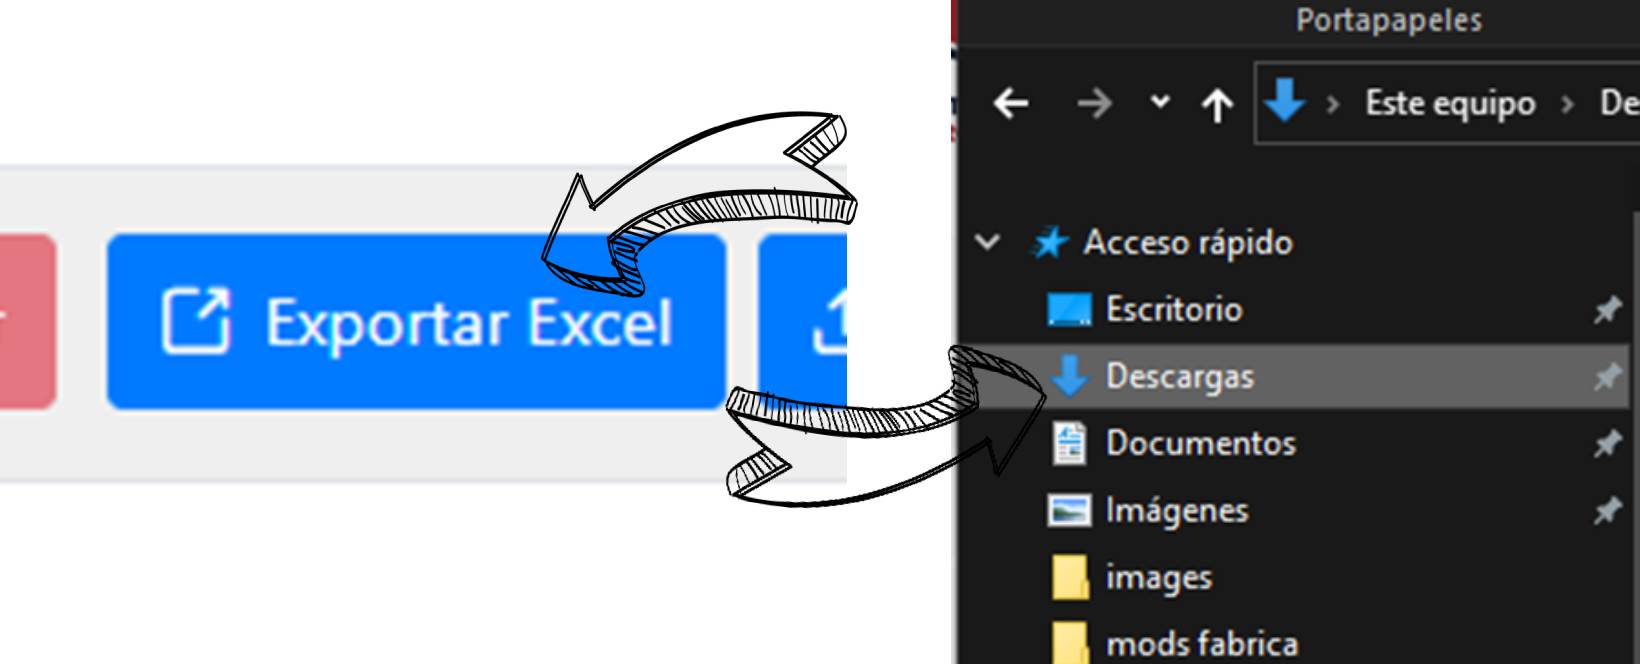 Exportar Excel
Portapapeles
Este equipo
De
Acceso rápido
Escritorio
Descargas
Documentos
Imágenes
images
mods fabrica